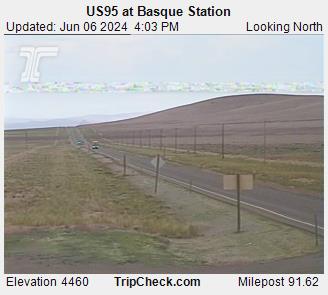 US95 at Basque Station
Updated: Jun 06 2024 4:03 PM Looking North
Elevation 4460 TripCheck.com Milepost 91.62